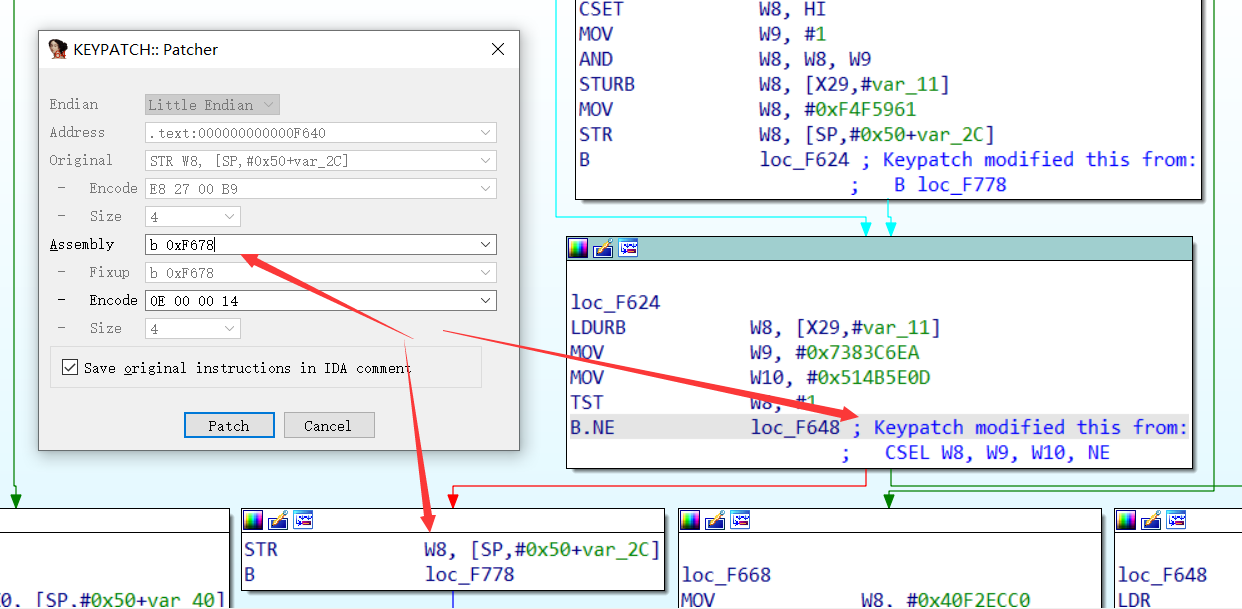 KEYPATCH:: Patcher
Endian Little Endian
Address .text:000000000000F640
Original STR W8, [SP,#0x50+var_2C]
- Encode E8 27 00 B9
- Size 4
Assembly b 0xF678
- Fixup b 0xF678
- Encode 0E 00 00 14
- Size 4
Save original instructions in IDA comment
Patch Cancel
CSET W8, HI
MOV W9, #1
AND W8, W8, W9
STURB W8, [X29,#var_11]
MOV W8, #0xF4F5961
STR W8, [SP,#0x50+var_2C]
B loc_F624 ; Keypatch modified this from:
; B loc_F778
loc_F624
LDURB W8, [X29,#var_11]
MOV W9, #0x7383C6EA
MOV W10, #0x514B5E0D
TST W8, #1
B.NE loc_F648 ; Keypatch modified this from:
; CSEL W8, W9, W10, NE
[SP,#0x50+var_40]
STR W8, [SP,#0x50+var_2C]
B loc_F778
loc_F668
MOV W8, #0x40F2ECC0
loc_F648
LDR